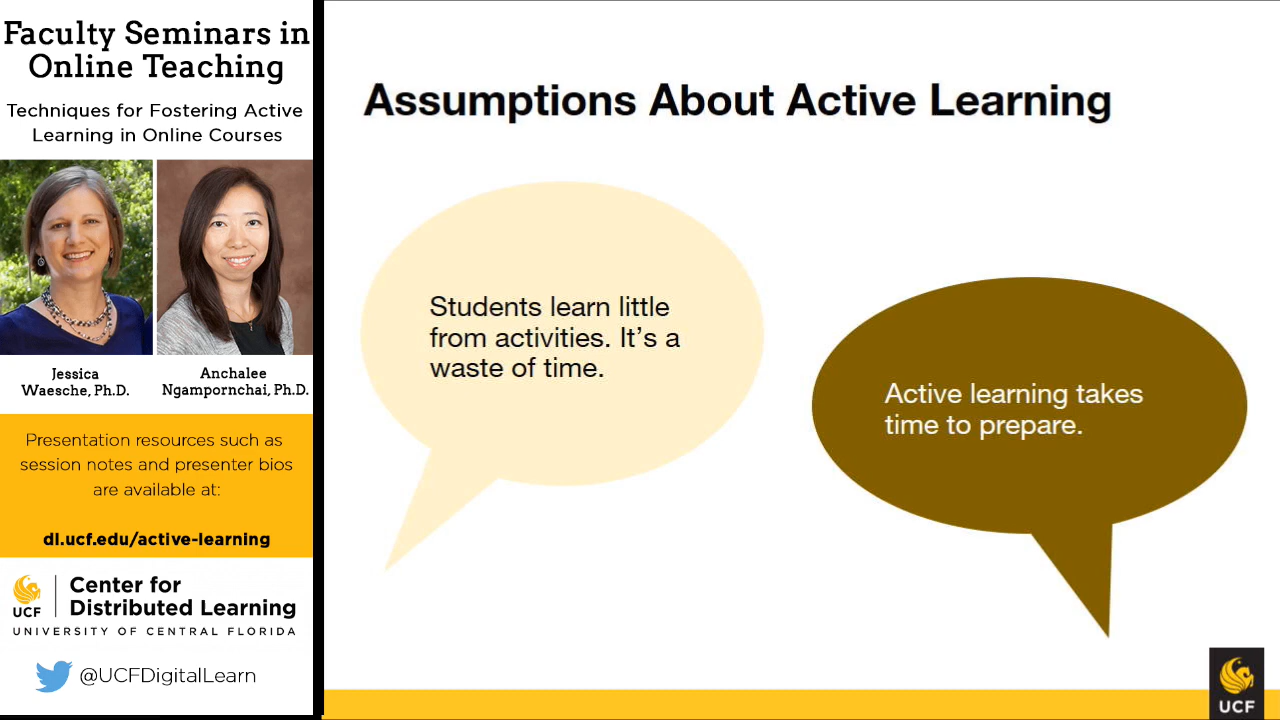 Faculty Seminars in
Online Teaching
Techniques for Fostering Active
Learning in Online Courses
Jessica
Waesche, Ph.D.
Anchalee
Ngampornchai, Ph.D.
Presentation resources such as
session notes and presenter bios
are available at:
dl.ucf.edu/active-learning
UCF
Center for
Distributed Learning
UNIVERSITY OF CENTRAL FLORIDA
@UCFDigitalLearn
Assumptions About Active Learning
Students learn little
from activities. It's a
waste of time.
Active learning takes
time to prepare.
UCF